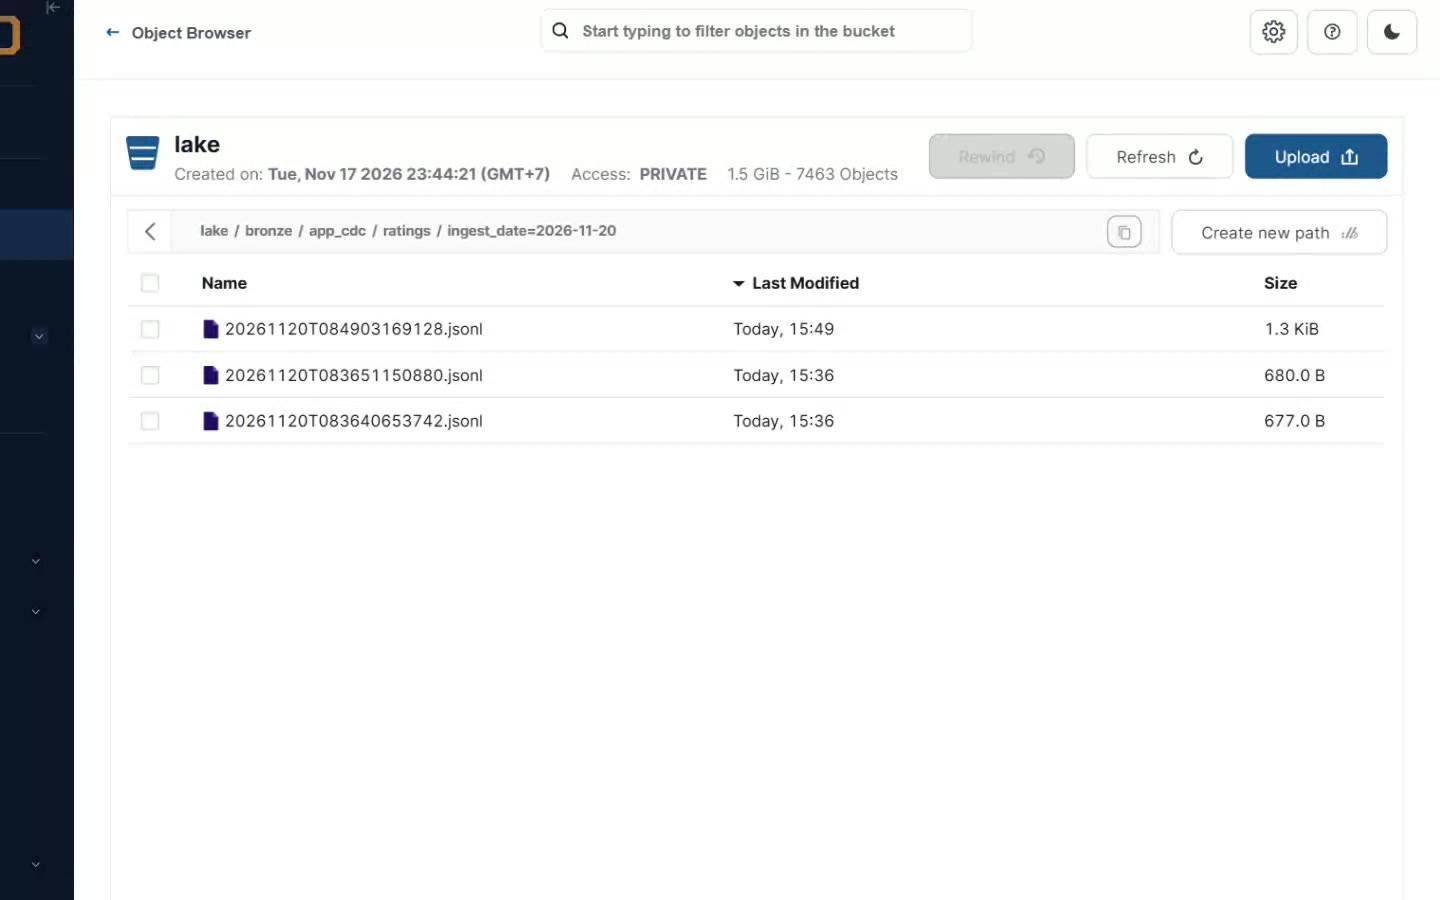 Object Browser
Start typing to filter objects in the bucket
lake
Created on: Tue, Nov 17 2026 23:44:21 (GMT+7) Access: PRIVATE 1.5 GiB - 7463 Objects
Rewind
Refresh
Upload
lake / bronze / app_cdc / ratings / ingest_date=2026-11-20
Create new path
Name Last Modified Size
20261120T084903169128.jsonl Today, 15:49 1.3 KiB
20261120T083651150880.jsonl Today, 15:36 680.0 B
20261120T083640653742.jsonl Today, 15:36 677.0 B